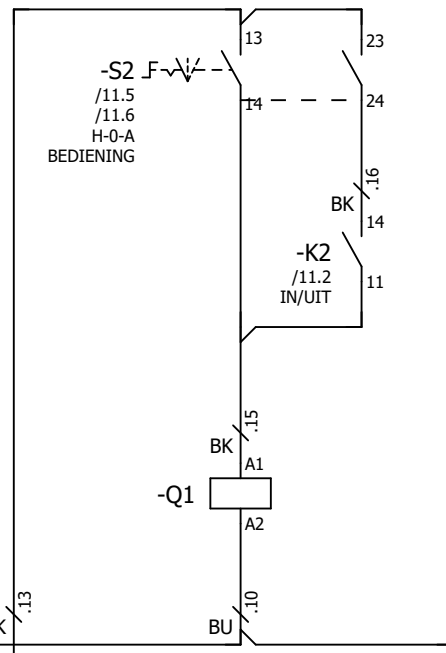 13
23
-S2
/11.5
/11.6
H-0-A
BEDIENING
14
24
.16
BK
14
-K2
/11.2
IN/UIT
11
.15
BK
A1
-Q1
A2
.13
.10
K
BU